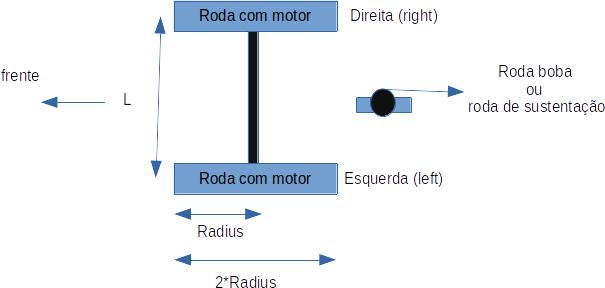 Roda com motor
Direita (right)
frente
L
Roda boba
ou
roda de sustentação
Roda com motor
Esquerda (left)
Radius
2*Radius